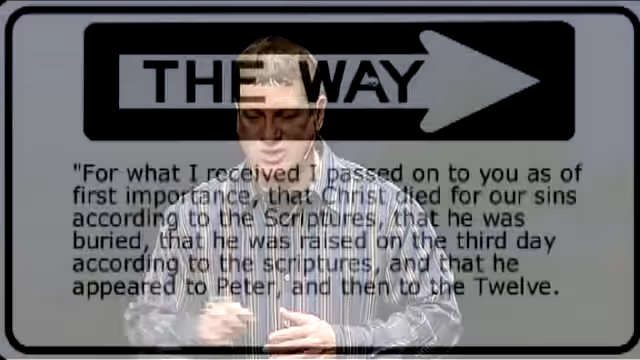 THE WAY
"For what I received I passed on to you as of
first importance, that Christ died for our sins
according to the Scriptures, that he was
buried, that he was raised on the third day
according to the scriptures, and that he
appeared to Peter, and then to the Twelve.